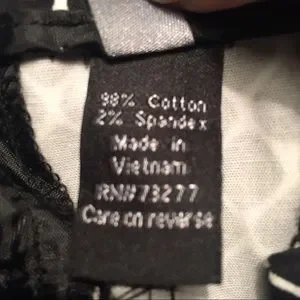 98% Cotton
2% Spandex
Made in
Vietnam
RN#73277
Care on reverse